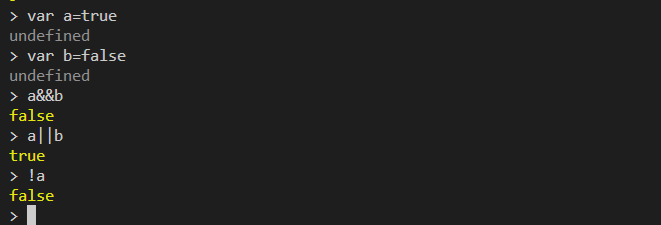 > var a=true
undefined
> var b=false
undefined
> a&&b
false
> a||b
true
> !a
false
>